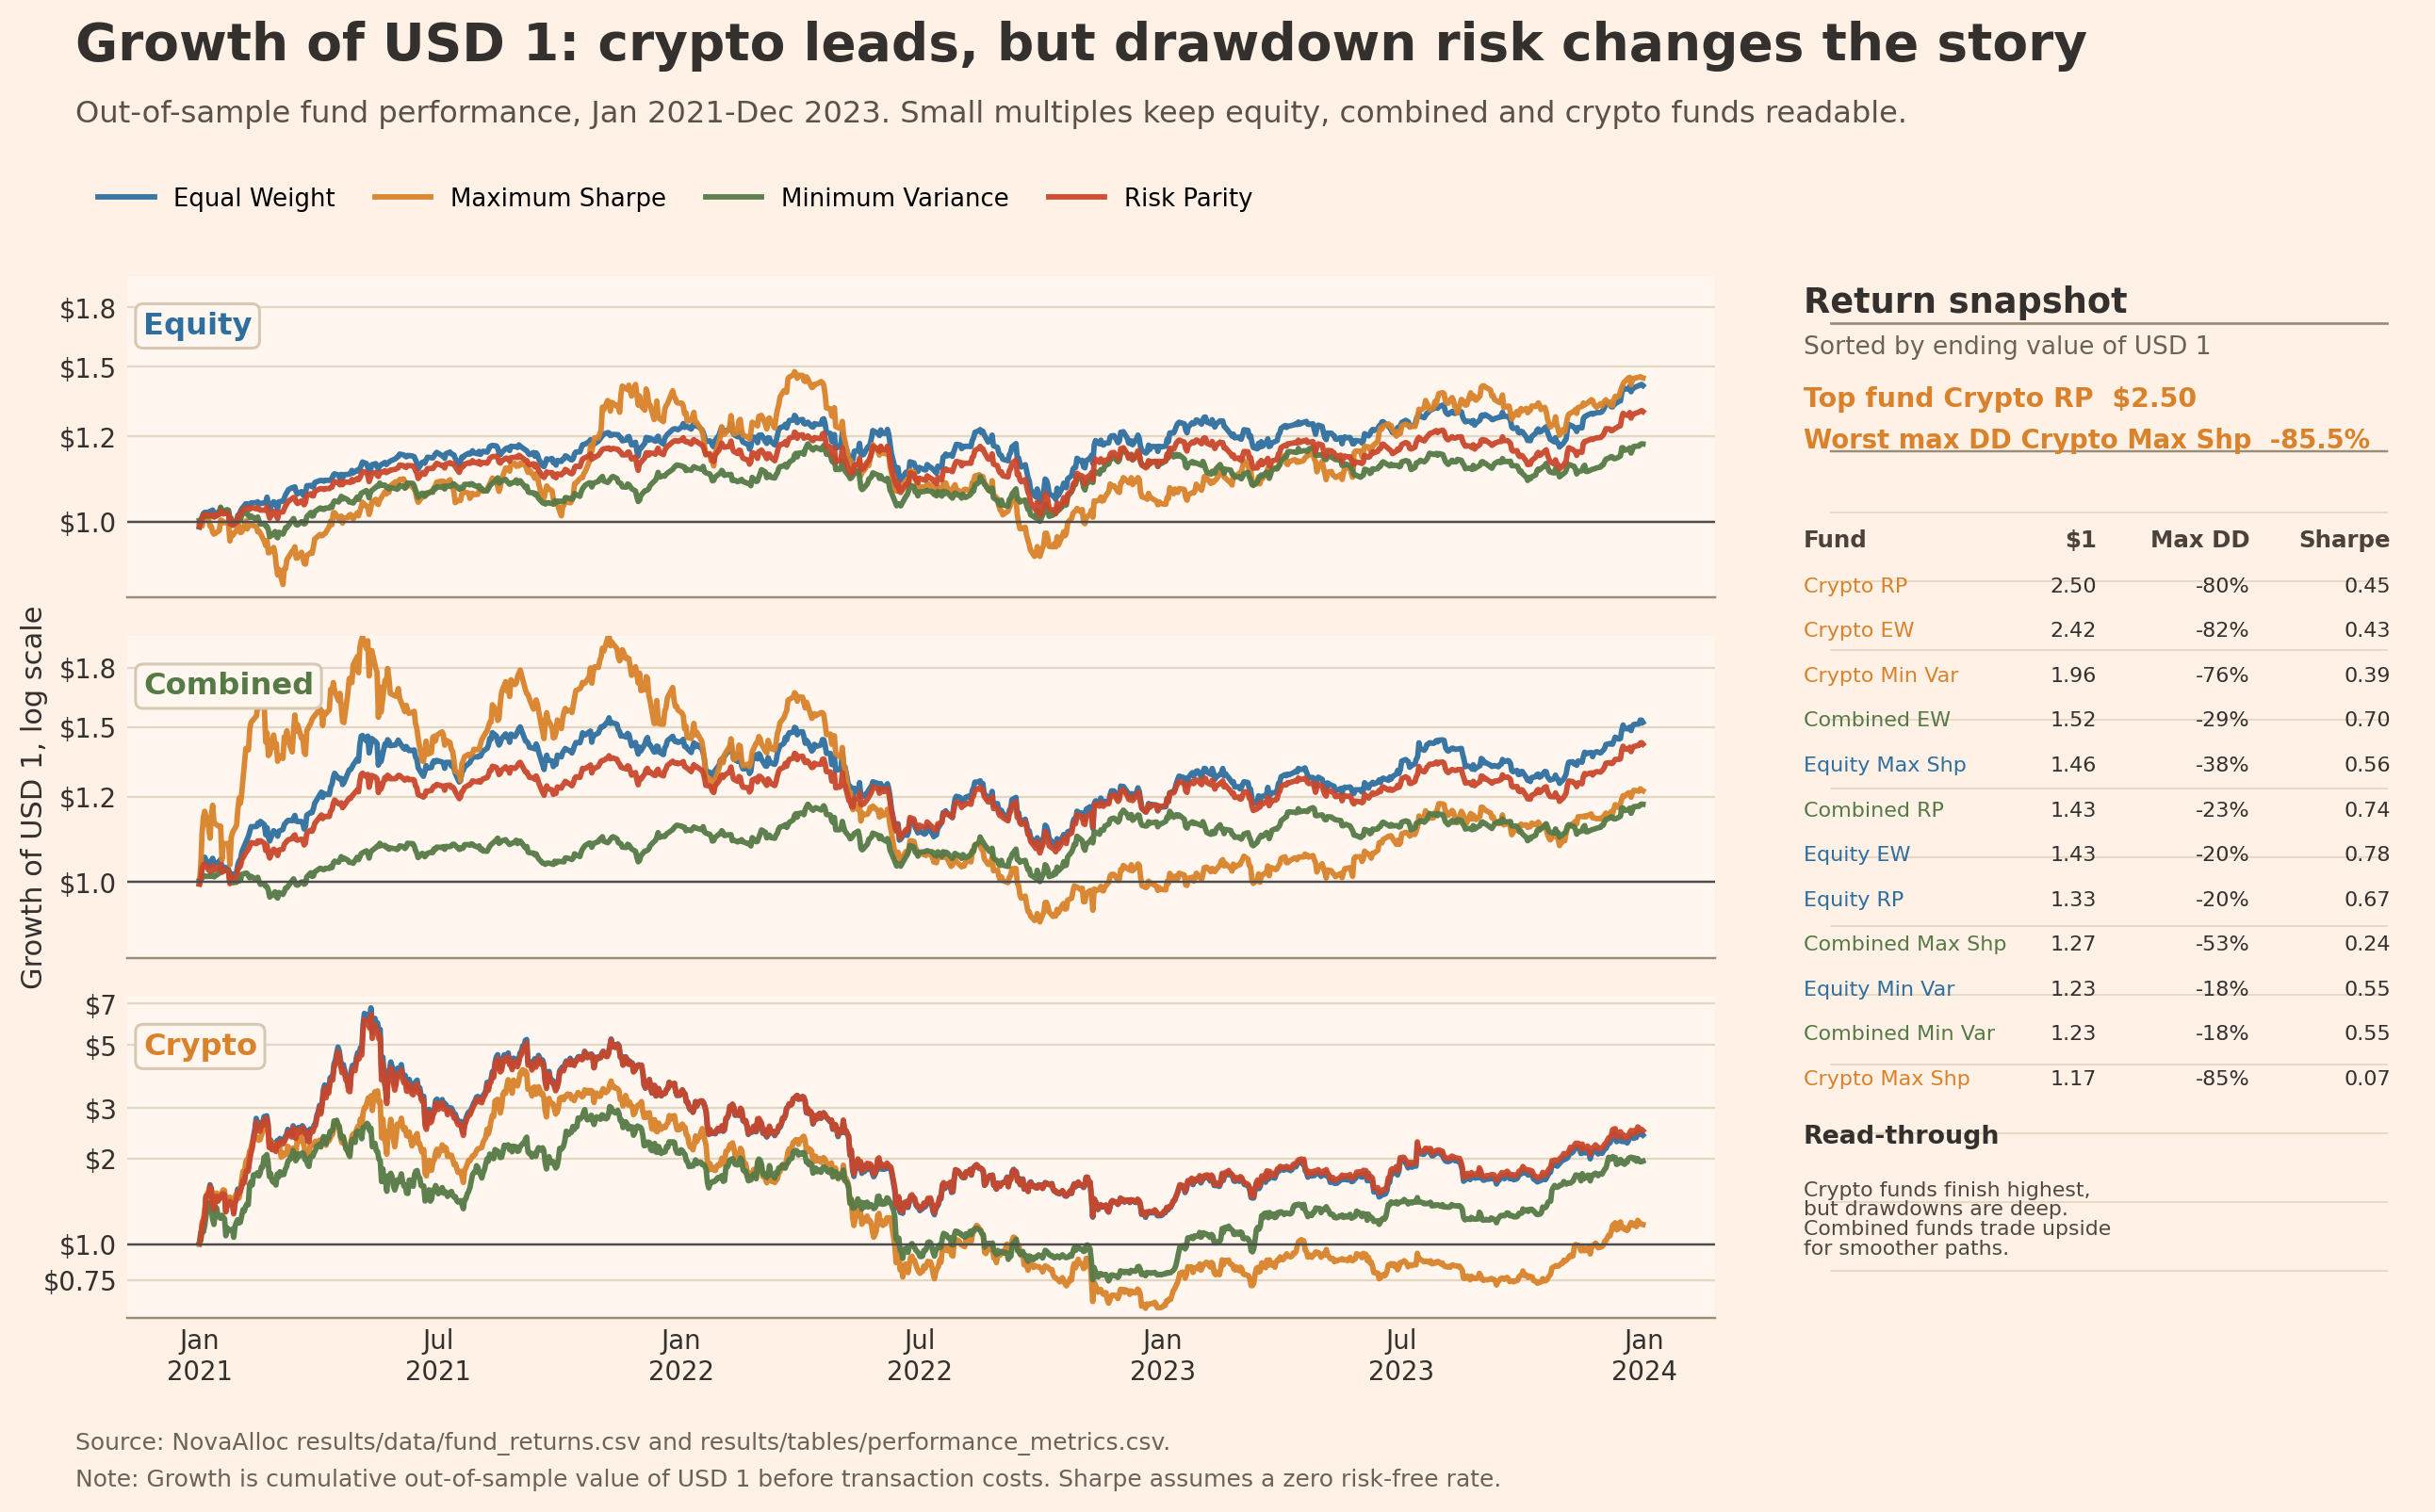 Growth of USD 1: crypto leads, but drawdown risk changes the story
Out-of-sample fund performance, Jan 2021-Dec 2023. Small multiples keep equity, combined and crypto funds readable.
Equal Weight Maximum Sharpe Minimum Variance Risk Parity
Growth of USD 1, log scale
Equity
$1.8
$1.5
$1.2
$1.0
Combined
$1.8
$1.5
$1.2
$1.0
Crypto
$7
$5
$3
$2
$1.0
$0.75
Jan Jul Jan Jul Jan Jul Jan
2021 2021 2022 2022 2023 2023 2024
Return snapshot
Sorted by ending value of USD 1
Top fund Crypto RP $2.50
Worst max DD Crypto Max Shp -85.5%
Fund $1 Max DD Sharpe
Crypto RP 2.50 -80% 0.45
Crypto EW 2.42 -82% 0.43
Crypto Min Var 1.96 -76% 0.39
Combined EW 1.52 -29% 0.70
Equity Max Shp 1.46 -38% 0.56
Combined RP 1.43 -23% 0.74
Equity EW 1.43 -20% 0.78
Equity RP 1.33 -20% 0.67
Combined Max Shp 1.27 -53% 0.24
Equity Min Var 1.23 -18% 0.55
Combined Min Var 1.23 -18% 0.55
Crypto Max Shp 1.17 -85% 0.07
Read-through
Crypto funds finish highest,
but drawdowns are deep.
Combined funds trade upside
for smoother paths.
Source: NovaAlloc results/data/fund_returns.csv and results/tables/performance_metrics.csv.
Note: Growth is cumulative out-of-sample value of USD 1 before transaction costs. Sharpe assumes a zero risk-free rate.